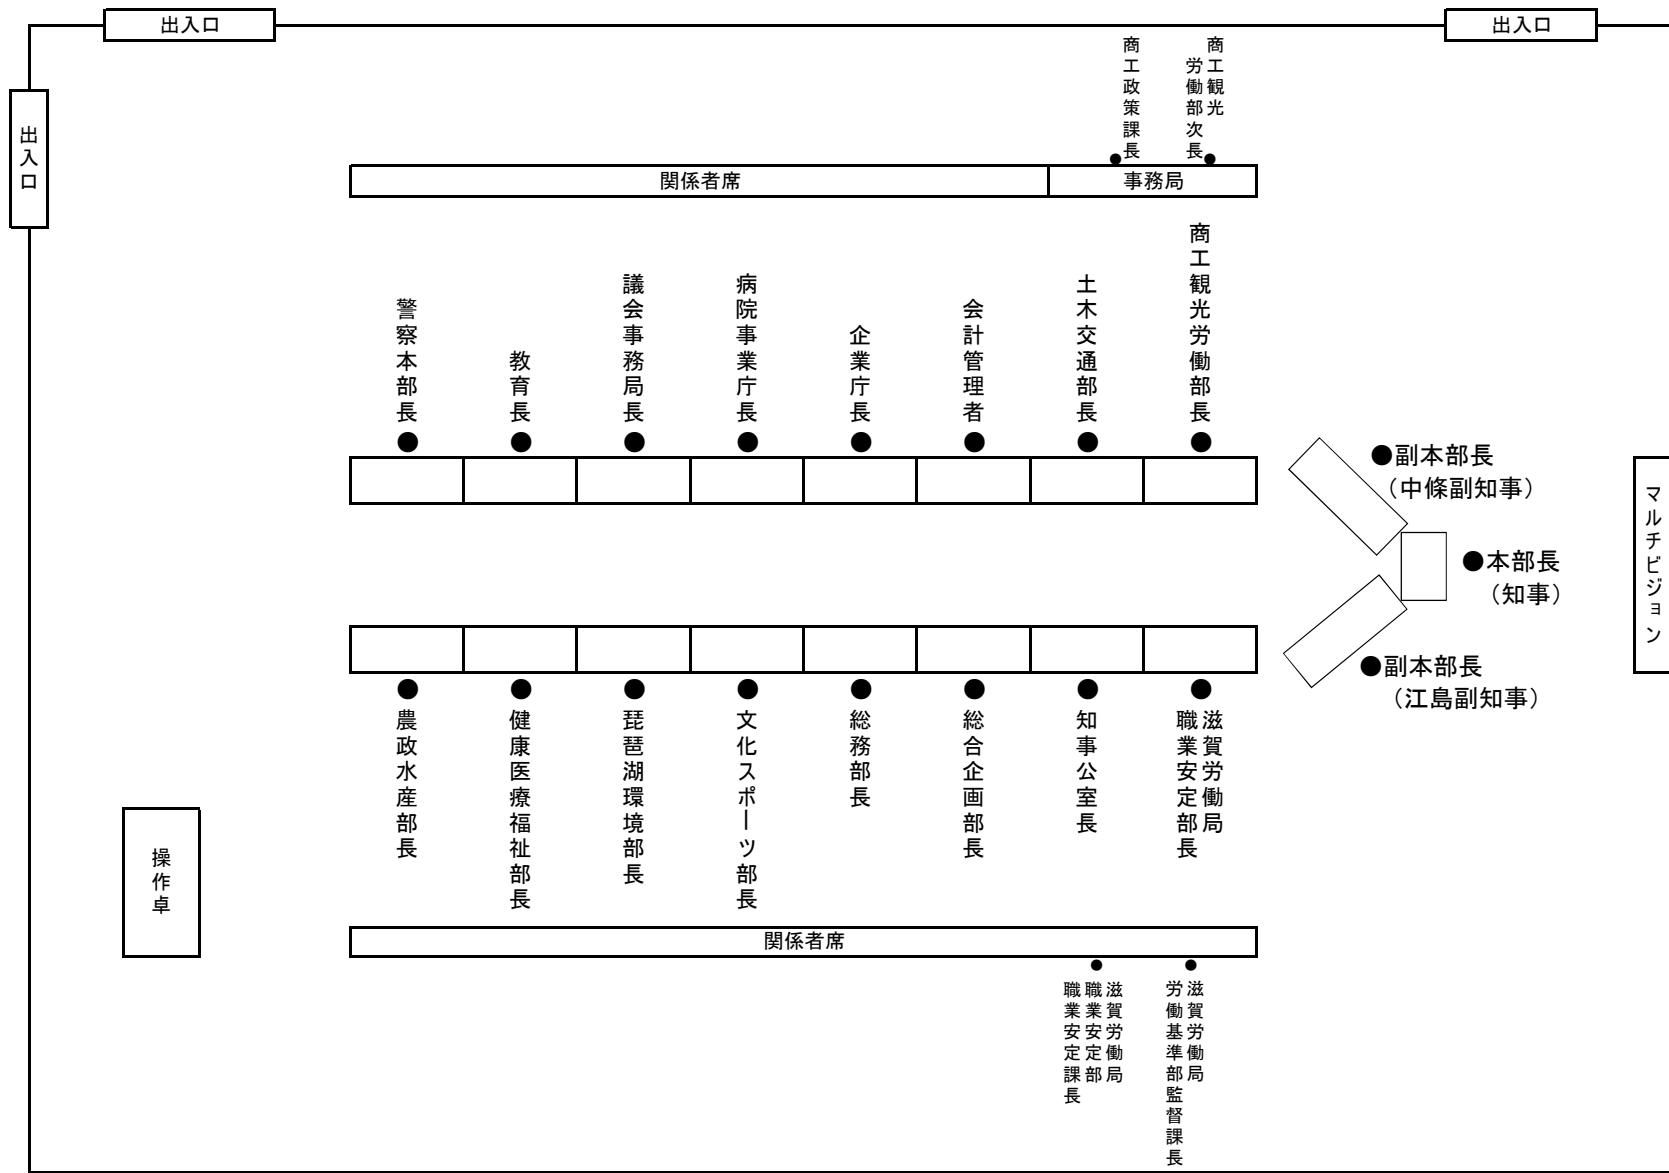 出入口
出入口
出入口
商工政策課長
商工観光
労働部次長
関係者席
事務局
警察本部長
教育長
議会事務局長
病院事業庁長
企業庁長
会計管理者
土木交通部長
商工観光労働部長
●副本部長
（中條副知事）
●本部長
（知事）
●副本部長
（江島副知事）
マルチビジョン
農政水産部長
健康医療福祉部長
琵琶湖環境部長
文化スポーツ部長
総務部長
総合企画部長
知事公室長
滋賀労働局
職業安定部長
操作卓
関係者席
滋賀労働局
職業安定部
職業安定課長
滋賀労働局
労働基準部監督課長